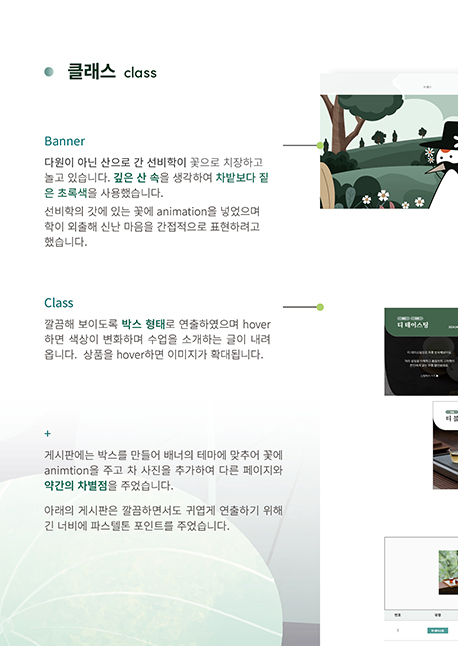 클래스 class
Banner
다원이 아닌 산으로 간 선비학이 꽃으로 치장하고
놀고 있습니다. 깊은 산 속을 생각하여 차밭보다 짙
은 초록색을 사용했습니다.
선비학의 갓에 있는 꽃에 animation을 넣었으며
학이 외출해 신난 마음을 간접적으로 표현하려고
했습니다.
Class
깔끔해 보이도록 박스 형태로 연출하였으며 hover
하면 색상이 변화하며 수업을 소개하는 글이 내려
옵니다. 상품을 hover하면 이미지가 확대됩니다.
티 테이스팅
티 블
+
게시판에는 박스를 만들어 배너의 테마에 맞추어 꽃에
animtion을 주고 차 사진을 추가하여 다른 페이지와
약간의 차별점을 주었습니다.
아래의 게시판은 깔끔하면서도 귀엽게 연출하기 위해
긴 너비에 파스텔톤 포인트를 주었습니다.
번호